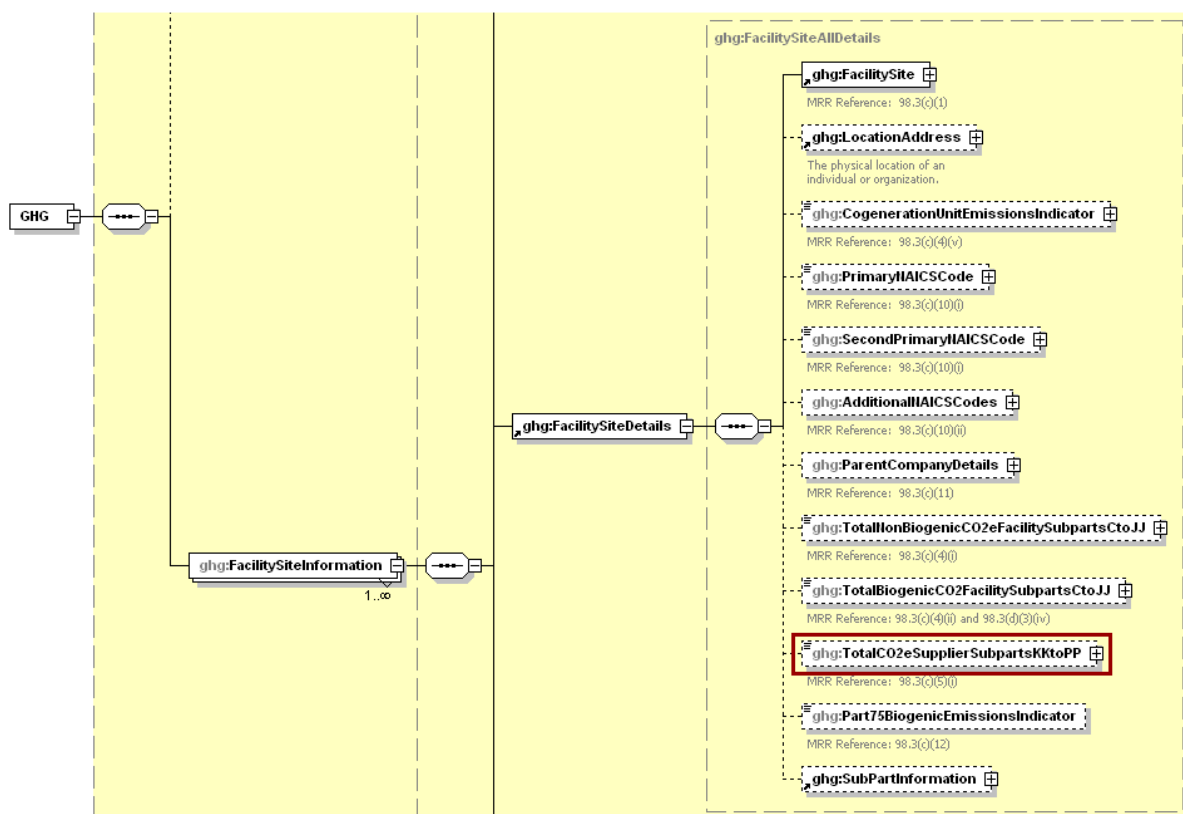 ghg:FacilitySiteAllDetails
ghg:FacilitySite
MRR Reference: 98.3(c)(1)
ghg:LocationAddress
The physical location of an
individual or organization.
GHG
ghg:CogenerationUnitEmissionsIndicator
MRR Reference: 98.3(c)(4)(v)
ghg:PrimaryNAICSCode
MRR Reference: 98.3(c)(10)(i)
ghg:SecondPrimaryNAICSCode
MRR Reference: 98.3(c)(10)(i)
ghg:AdditionalNAICSCodes
MRR Reference: 98.3(c)(10)(ii)
ghg:FacilitySiteDetails
ghg:ParentCompanyDetails
MRR Reference: 98.3(c)(11)
ghg:TotalNonBiogenicCO2eFacilitySubpartsCtoJJ
MRR Reference: 98.3(c)(4)(i)
ghg:FacilitySiteInformation
1..∞
ghg:TotalBiogenicCO2FacilitySubpartsCtoJJ
MRR Reference: 98.3(c)(4)(ii) and 98.3(d)(3)(iv)
ghg:TotalCO2eSupplierSubpartsKKtoPP
MRR Reference: 98.3(c)(5)(i)
ghg:Part75BiogenicEmissionsIndicator
MRR Reference: 98.3(c)(12)
ghg:SubPartInformation